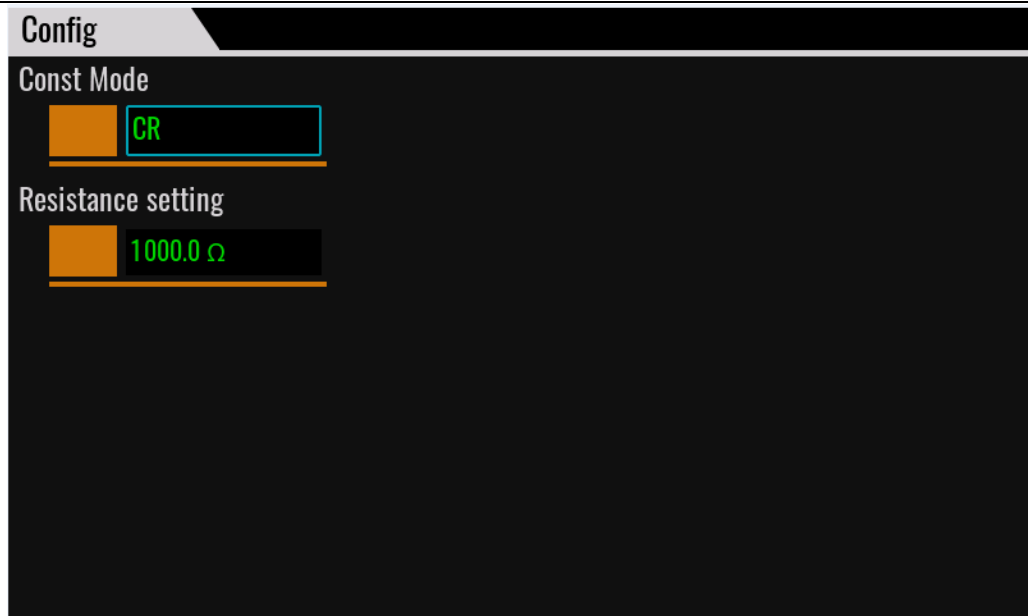 Config
Const Mode
CR
Resistance setting
1000.0 Ω